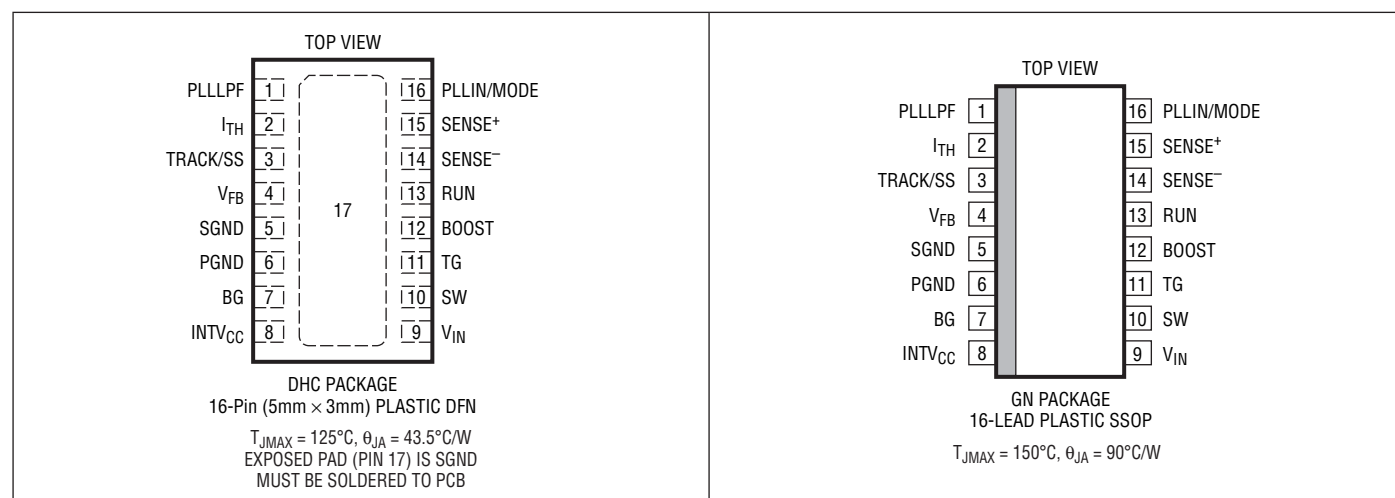 TOP VIEW
PLLLPF 1 16 PLLIN/MODE
I_TH 2 15 SENSE⁺
TRACK/SS 3 14 SENSE⁻
V_FB 4 13 RUN
17
SGND 5 12 BOOST
PGND 6 11 TG
BG 7 10 SW
INTV_CC 8 9 V_IN
DHC PACKAGE
16-Pin (5mm × 3mm) PLASTIC DFN
T_JMAX = 125°C, θ_JA = 43.5°C/W
EXPOSED PAD (PIN 17) IS SGND
MUST BE SOLDERED TO PCB
TOP VIEW
PLLLPF 1 16 PLLIN/MODE
I_TH 2 15 SENSE⁺
TRACK/SS 3 14 SENSE⁻
V_FB 4 13 RUN
SGND 5 12 BOOST
PGND 6 11 TG
BG 7 10 SW
INTV_CC 8 9 V_IN
GN PACKAGE
16-LEAD PLASTIC SSOP
T_JMAX = 150°C, θ_JA = 90°C/W